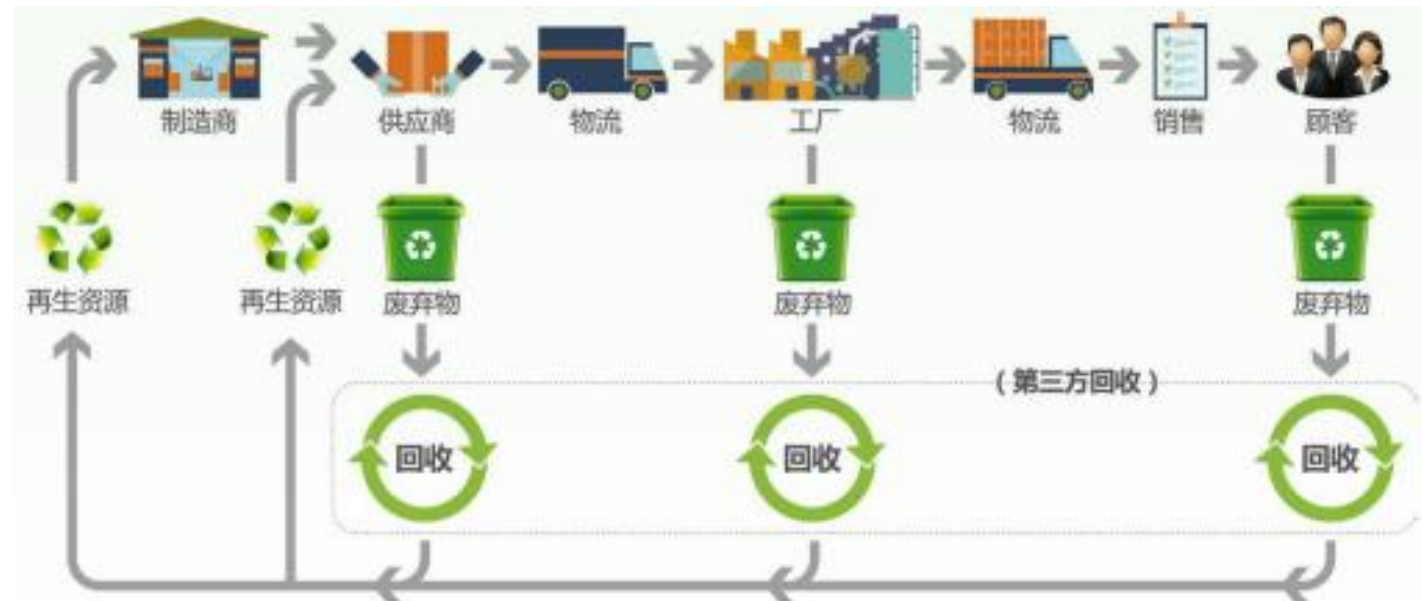 制造商
供应商
物流
工厂
物流
销售
顾客
再生资源
再生资源
废弃物
废弃物
废弃物
（第三方回收）
回收
回收
回收